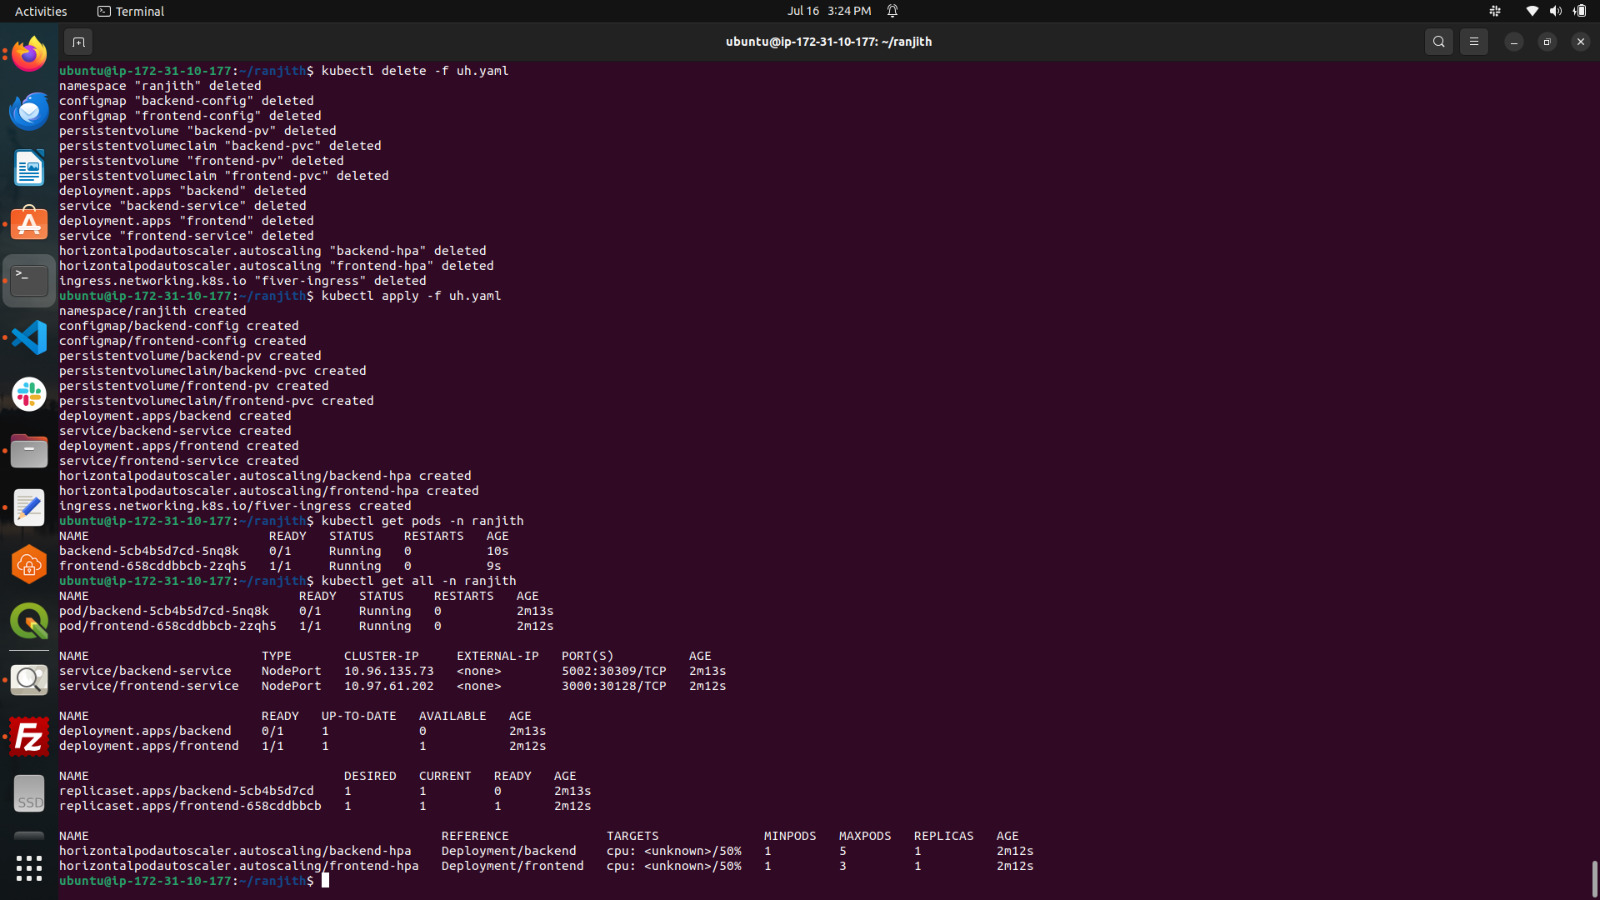 Activities Terminal Jul 16 3:24 PM
ubuntu@ip-172-31-10-177: ~/ranjith
ubuntu@ip-172-31-10-177:~/ranjith$ kubectl delete -f uh.yaml
namespace "ranjith" deleted
configmap "backend-config" deleted
configmap "frontend-config" deleted
persistentvolume "backend-pv" deleted
persistentvolumeclaim "backend-pvc" deleted
persistentvolume "frontend-pv" deleted
persistentvolumeclaim "frontend-pvc" deleted
deployment.apps "backend" deleted
service "backend-service" deleted
deployment.apps "frontend" deleted
service "frontend-service" deleted
horizontalpodautoscaler.autoscaling "backend-hpa" deleted
horizontalpodautoscaler.autoscaling "frontend-hpa" deleted
ingress.networking.k8s.io "fiver-ingress" deleted
ubuntu@ip-172-31-10-177:~/ranjith$ kubectl apply -f uh.yaml
namespace/ranjith created
configmap/backend-config created
configmap/frontend-config created
persistentvolume/backend-pv created
persistentvolumeclaim/backend-pvc created
persistentvolume/frontend-pv created
persistentvolumeclaim/frontend-pvc created
deployment.apps/backend created
service/backend-service created
deployment.apps/frontend created
service/frontend-service created
horizontalpodautoscaler.autoscaling/backend-hpa created
horizontalpodautoscaler.autoscaling/frontend-hpa created
ingress.networking.k8s.io/fiver-ingress created
ubuntu@ip-172-31-10-177:~/ranjith$ kubectl get pods -n ranjith
NAME READY STATUS RESTARTS AGE
backend-5cb4b5d7cd-5nq8k 0/1 Running 0 10s
frontend-658cddbbcb-2zqh5 1/1 Running 0 9s
ubuntu@ip-172-31-10-177:~/ranjith$ kubectl get all -n ranjith
NAME READY STATUS RESTARTS AGE
pod/backend-5cb4b5d7cd-5nq8k 0/1 Running 0 2m13s
pod/frontend-658cddbbcb-2zqh5 1/1 Running 0 2m12s
NAME TYPE CLUSTER-IP EXTERNAL-IP PORT(S) AGE
service/backend-service NodePort 10.96.135.73 <none> 5002:30309/TCP 2m13s
service/frontend-service NodePort 10.97.61.202 <none> 3000:30128/TCP 2m12s
NAME READY UP-TO-DATE AVAILABLE AGE
deployment.apps/backend 0/1 1 0 2m13s
deployment.apps/frontend 1/1 1 1 2m12s
NAME DESIRED CURRENT READY AGE
replicaset.apps/backend-5cb4b5d7cd 1 1 0 2m13s
replicaset.apps/frontend-658cddbbcb 1 1 1 2m12s
NAME REFERENCE TARGETS MINPODS MAXPODS REPLICAS AGE
horizontalpodautoscaler.autoscaling/backend-hpa Deployment/backend cpu: <unknown>/50% 1 5 1 2m12s
horizontalpodautoscaler.autoscaling/frontend-hpa Deployment/frontend cpu: <unknown>/50% 1 3 1 2m12s
ubuntu@ip-172-31-10-177:~/ranjith$
Fz
SSD